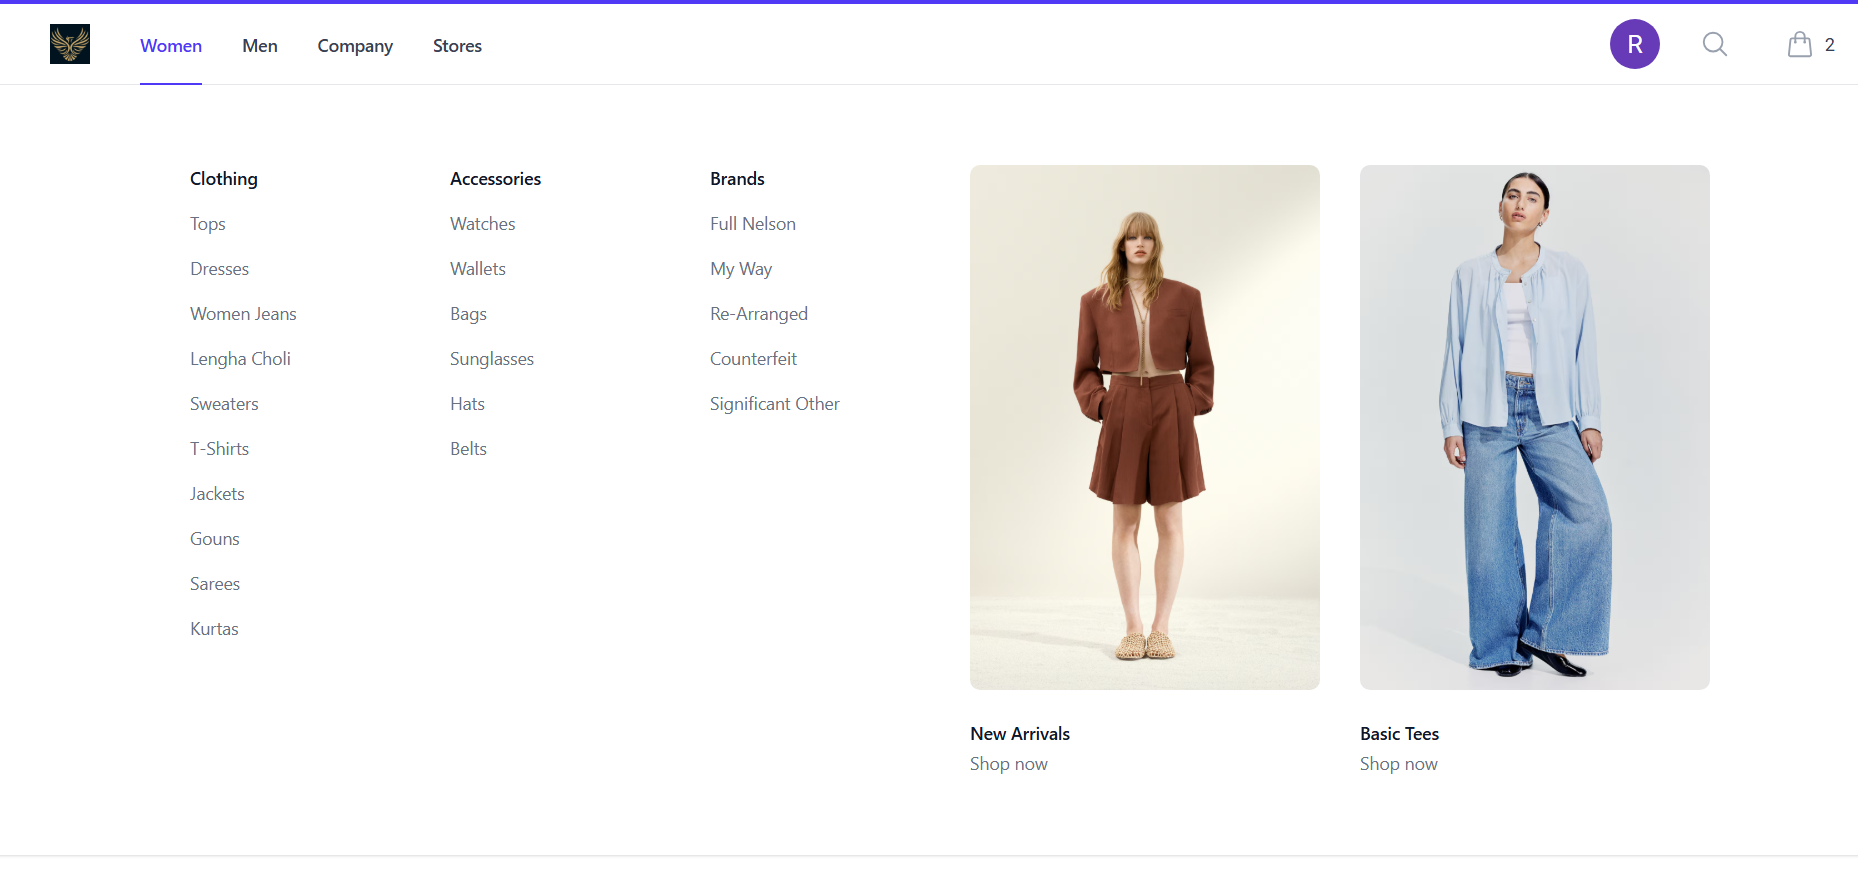 Women Men Company Stores R 2
Clothing
Tops
Dresses
Women Jeans
Lengha Choli
Sweaters
T-Shirts
Jackets
Gouns
Sarees
Kurtas
Accessories
Watches
Wallets
Bags
Sunglasses
Hats
Belts
Brands
Full Nelson
My Way
Re-Arranged
Counterfeit
Significant Other
New Arrivals
Shop now
Basic Tees
Shop now